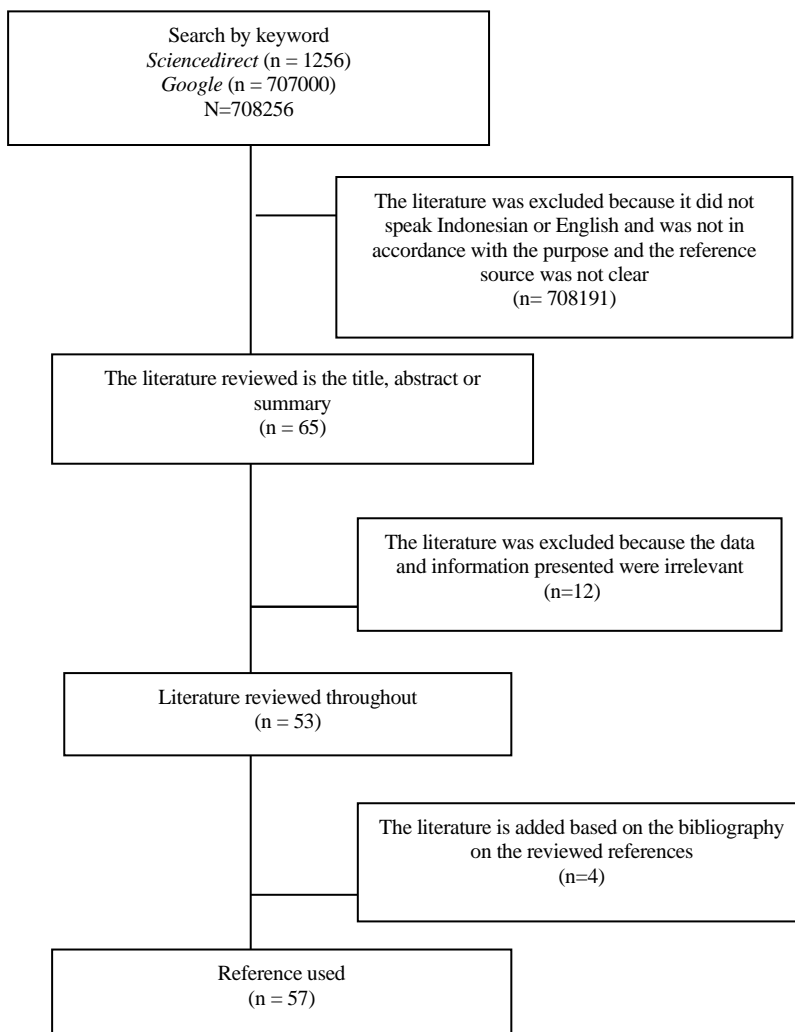 Search by keyword
Sciencedirect (n = 1256)
Google (n = 707000)
N=708256
The literature was excluded because it did not
speak Indonesian or English and was not in
accordance with the purpose and the reference
source was not clear
(n= 708191)
The literature reviewed is the title, abstract or
summary
(n = 65)
The literature was excluded because the data
and information presented were irrelevant
(n=12)
Literature reviewed throughout
(n = 53)
The literature is added based on the bibliography
on the reviewed references
(n=4)
Reference used
(n = 57)